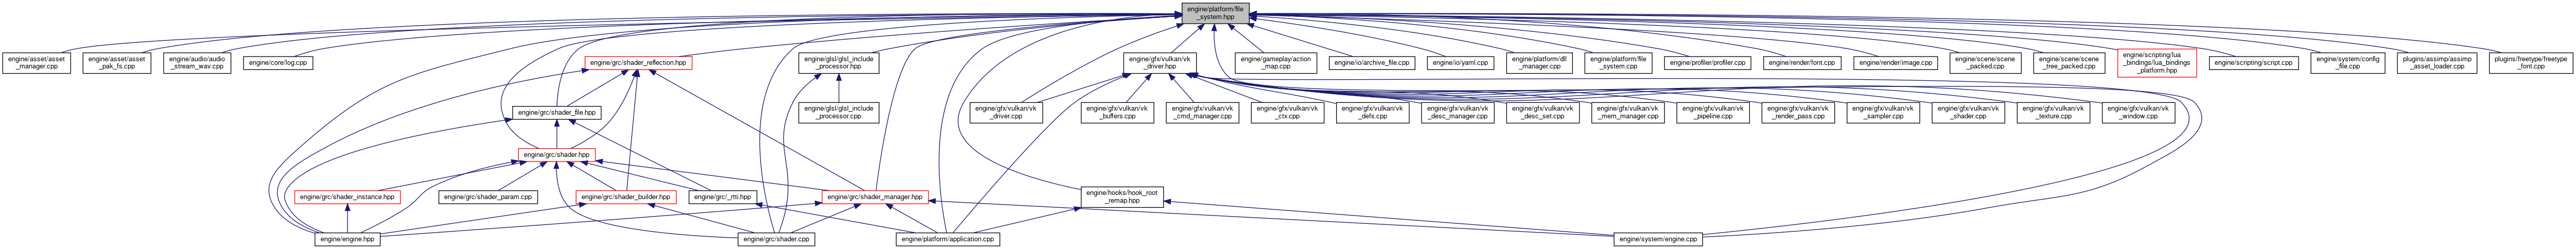 engine/platform/file
_system.hpp
engine/asset/asset
_manager.cpp
engine/asset/asset
_pak_fs.cpp
engine/audio/audio
_stream_wav.cpp
engine/core/log.cpp
engine/grc/shader_reflection.hpp
engine/glsl/glsl_include
_processor.hpp
engine/gfx/vulkan/vk
_driver.hpp
engine/gameplay/action
_map.cpp
engine/io/archive_file.cpp
engine/io/yaml.cpp
engine/platform/dll
_manager.cpp
engine/platform/file
_system.cpp
engine/profiler/profiler.cpp
engine/render/font.cpp
engine/render/image.cpp
engine/scene/scene
_packed.cpp
engine/scene/scene
_tree_packed.cpp
engine/scripting/lua
_bindings/lua_bindings
_platform.hpp
engine/scripting/script.cpp
engine/system/config
_file.cpp
plugins/assimp/assimp
_asset_loader.cpp
plugins/freetype/freetype
_font.cpp
engine/grc/shader_file.hpp
engine/glsl/glsl_include
_processor.cpp
engine/gfx/vulkan/vk
_driver.cpp
engine/gfx/vulkan/vk
_buffers.cpp
engine/gfx/vulkan/vk
_cmd_manager.cpp
engine/gfx/vulkan/vk
_ctx.cpp
engine/gfx/vulkan/vk
_defs.cpp
engine/gfx/vulkan/vk
_desc_manager.cpp
engine/gfx/vulkan/vk
_desc_set.cpp
engine/gfx/vulkan/vk
_mem_manager.cpp
engine/gfx/vulkan/vk
_pipeline.cpp
engine/gfx/vulkan/vk
_render_pass.cpp
engine/gfx/vulkan/vk
_sampler.cpp
engine/gfx/vulkan/vk
_shader.cpp
engine/gfx/vulkan/vk
_texture.cpp
engine/gfx/vulkan/vk
_window.cpp
engine/grc/shader.hpp
engine/grc/shader_instance.hpp
engine/grc/shader_param.cpp
engine/grc/shader_builder.hpp
engine/grc/_rtti.hpp
engine/grc/shader_manager.hpp
engine/hooks/hook_root
_remap.hpp
engine/engine.hpp
engine/grc/shader.cpp
engine/platform/application.cpp
engine/system/engine.cpp